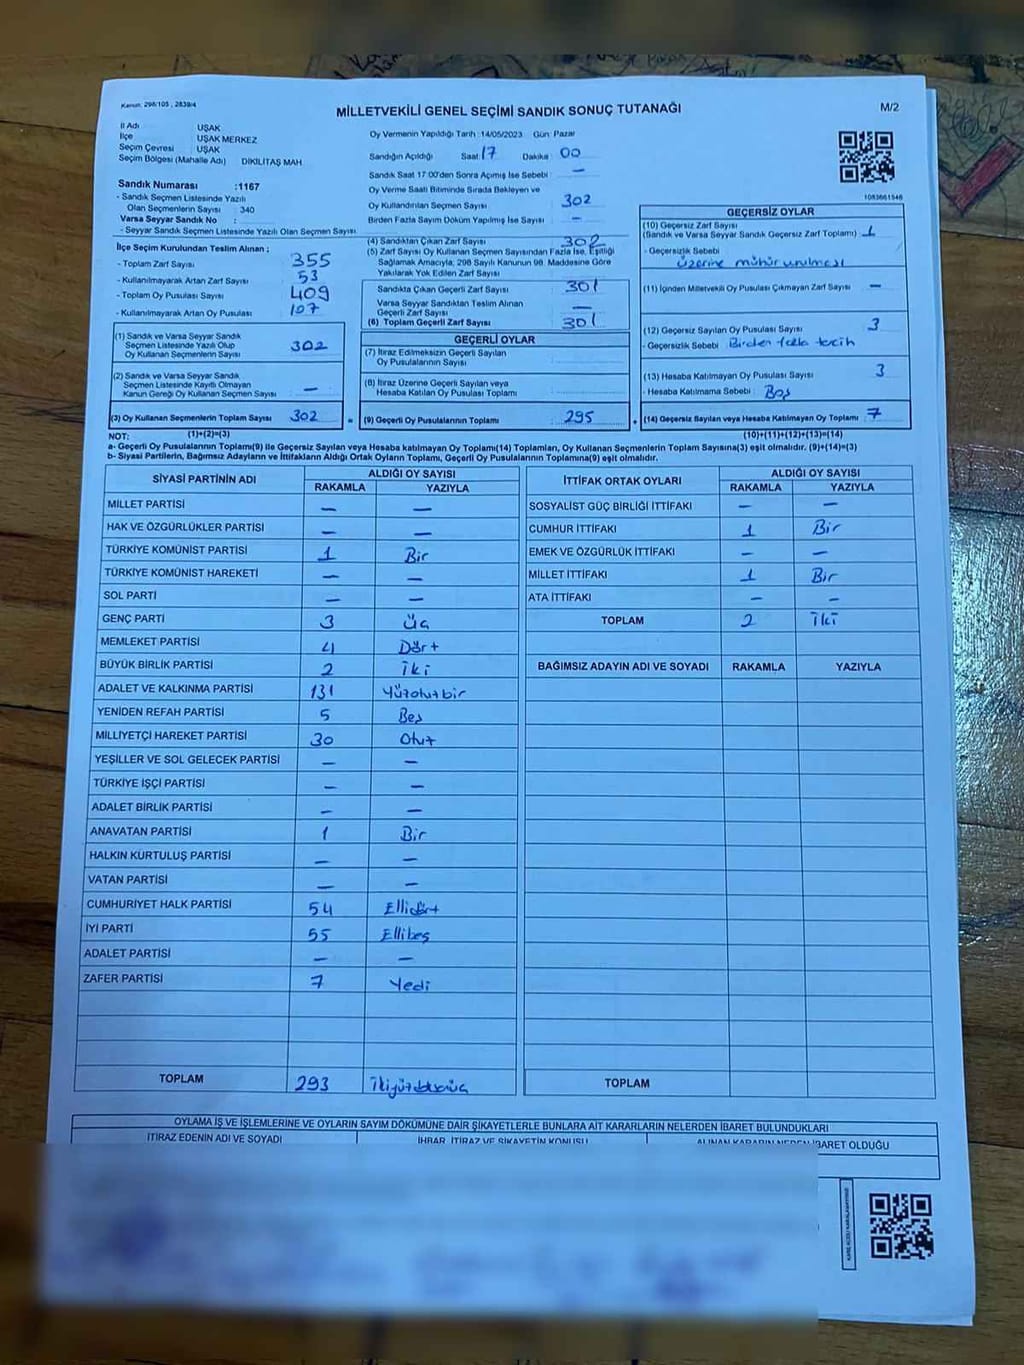 Kanun: 298/105 , 2839/4
MİLLETVEKİLİ GENEL SEÇİMİ SANDIK SONUÇ TUTANAĞI
M/2
İl Adı UŞAK
İlçe UŞAK MERKEZ
Seçim Çevresi UŞAK
Seçim Bölgesi (Mahalle Adı) DİKİLİTAŞ MAH.
Sandık Numarası :1167
- Sandık Seçmen Listesinde Yazılı
Olan Seçmenlerin Sayısı : 340
Varsa Seyyar Sandık No :
- Seyyar Sandık Seçmen Listesinde Yazılı Olan Seçmen Sayısı
İlçe Seçim Kurulundan Teslim Alınan ;
- Toplam Zarf Sayısı 355
- Kullanılmayarak Artan Zarf Sayısı 53
- Toplam Oy Pusulası Sayısı 409
- Kullanılmayarak Artan Oy Pusulası 107
(1) Sandık ve Varsa Seyyar Sandık
Seçmen Listesinde Yazılı Olup
Oy Kullanan Seçmenlerin Sayısı 302
(2) Sandık ve Varsa Seyyar Sandık
Seçmen Listesinde Kayıtlı Olmayan
Kanun Gereği Oy Kullanan Seçmen Sayısı —
(3) Oy Kullanan Seçmenlerin Toplam Sayısı 302
Oy Vermenin Yapıldığı Tarih :14/05/2023 Gün: Pazar
Sandığın Açıldığı Saat: 17 Dakika: 00
Sandık Saat 17:00'den Sonra Açımış İse Sebebi : —
Oy Verme Saati Bitiminde Sırada Bekleyen ve
Oy Kullandırılan Seçmen Sayısı 302
Birden Fazla Sayım Döküm Yapılmış İse Sayısı —
(4) Sandıktan Çıkan Zarf Sayısı 302
(5) Zarf Sayısı Oy Kullanan Seçmen Sayısından Fazla İse, Eşitliği
Sağlamak Amacıyla, 298 Sayılı Kanunun 98. Maddesine Göre
Yakılarak Yok Edilen Zarf Sayısı
Sandıkta Çıkan Geçerli Zarf Sayısı 301
Varsa Seyyar Sandıktan Teslim Alınan
Geçerli Zarf Sayısı —
(6) Toplam Geçerli Zarf Sayısı 301
GEÇERLİ OYLAR
(7) İtiraz Edilmeksizin Geçerli Sayılan
Oy Pusulalarının Sayısı
(8) İtiraz Üzerine Geçerli Sayılan veya
Hesaba Katılan Oy Pusulası Toplamı
= (9) Geçerli Oy Pusulalarının Toplamı 295
1083661546
GEÇERSİZ OYLAR
(10) Geçersiz Zarf Sayısı
(Sandık ve Varsa Seyyar Sandık Geçersiz Zarf Toplamı) 1
- Geçersizlik Sebebi
üzerine mühür vurulması
(11) İçinden Milletvekili Oy Pusulası Çıkmayan Zarf Sayısı —
(12) Geçersiz Sayılan Oy Pusulası Sayısı 3
- Geçersizlik Sebebi Birden fazla tercih
(13) Hesaba Katılmayan Oy Pusulası Sayısı 3
- Hesaba Katılmama Sebebi : Boş
+ (14) Geçersiz Sayılan veya Hesaba Katılmayan Oy Toplamı 7
NOT: (1)+(2)=(3) (10)+(11)+(12)+(13)=(14)
a- Geçerli Oy Pusulalarının Toplamı(9) ile Geçersiz Sayılan veya Hesaba katılmayan Oy Toplamı(14) Toplamları, Oy Kullanan Seçmenlerin Toplam Sayısına(3) eşit olmalıdır. (9)+(14)=(3)
b- Siyasi Partilerin, Bağımsız Adayların ve İttifakların Aldığı Ortak Oyların Toplamı, Geçerli Oy Pusulalarının Toplamına(9) eşit olmalıdır.
SİYASİ PARTİNİN ADI ALDIĞI OY SAYISI
RAKAMLA YAZIYLA
MİLLET PARTİSİ — —
HAK VE ÖZGÜRLÜKLER PARTİSİ — —
TÜRKİYE KOMÜNİST PARTİSİ 1 Bir
TÜRKİYE KOMÜNİST HAREKETİ — —
SOL PARTİ — —
GENÇ PARTİ 3 Üç
MEMLEKET PARTİSİ 4 Dört
BÜYÜK BİRLİK PARTİSİ 2 İki
ADALET VE KALKINMA PARTİSİ 131 Yüzotuzbir
YENİDEN REFAH PARTİSİ 5 Beş
MİLLİYETÇİ HAREKET PARTİSİ 30 Otuz
YEŞİLLER VE SOL GELECEK PARTİSİ — —
TÜRKİYE İŞÇİ PARTİSİ — —
ADALET BİRLİK PARTİSİ — —
ANAVATAN PARTİSİ 1 Bir
HALKIN KURTULUŞ PARTİSİ — —
VATAN PARTİSİ — —
CUMHURİYET HALK PARTİSİ 54 Ellidört
İYİ PARTİ 55 Ellibeş
ADALET PARTİSİ — —
ZAFER PARTİSİ 7 Yedi
TOPLAM 293 İkiyüzdoksanüç
İTTİFAK ORTAK OYLARI ALDIĞI OY SAYISI
RAKAMLA YAZIYLA
SOSYALİST GÜÇ BİRLİĞİ İTTİFAKI — —
CUMHUR İTTİFAKI 1 Bir
EMEK VE ÖZGÜRLÜK İTTİFAKI — —
MİLLET İTTİFAKI 1 Bir
ATA İTTİFAKI — —
TOPLAM 2 İki
BAĞIMSIZ ADAYIN ADI VE SOYADI RAKAMLA YAZIYLA
TOPLAM
OYLAMA İŞ VE İŞLEMLERİNE VE OYLARIN SAYIM DÖKÜMÜNE DAİR ŞİKAYETLERLE BUNLARA AİT KARARLARIN NELERDEN İBARET BULUNDUKLARI
İTİRAZ EDENİN ADI VE SOYADI İHBAR, İTİRAZ VE ŞİKAYETİN KONUSU ALINAN KARARIN NEDEN İBARET OLDUĞU